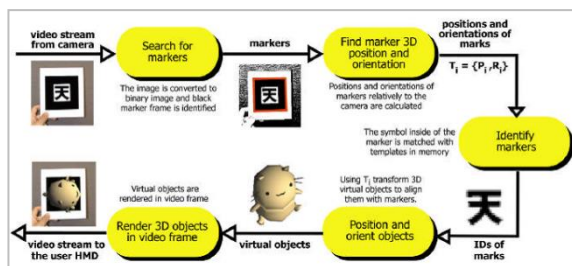 video stream
from camera
Search for
markers
markers
Find marker 3D
position and
orientation
positions and
orientations
of marks
Tᵢ = {Pᵢ,Rᵢ}
天
The image is converted to
binary image and black
marker frame is identified
天
Positions and orientations of
markers relatively to the
camera are calculated
The symbol inside of the
marker is matched with
templates in memory
Identify
markers
Virtual objects are
rendered in video frame
Using Tᵢ transform 3D
virtual objects to align
them with markers.
天
Render 3D objects
in video frame
Position and
orient objects
video stream to
the user HMD
virtual objects
IDs of
marks